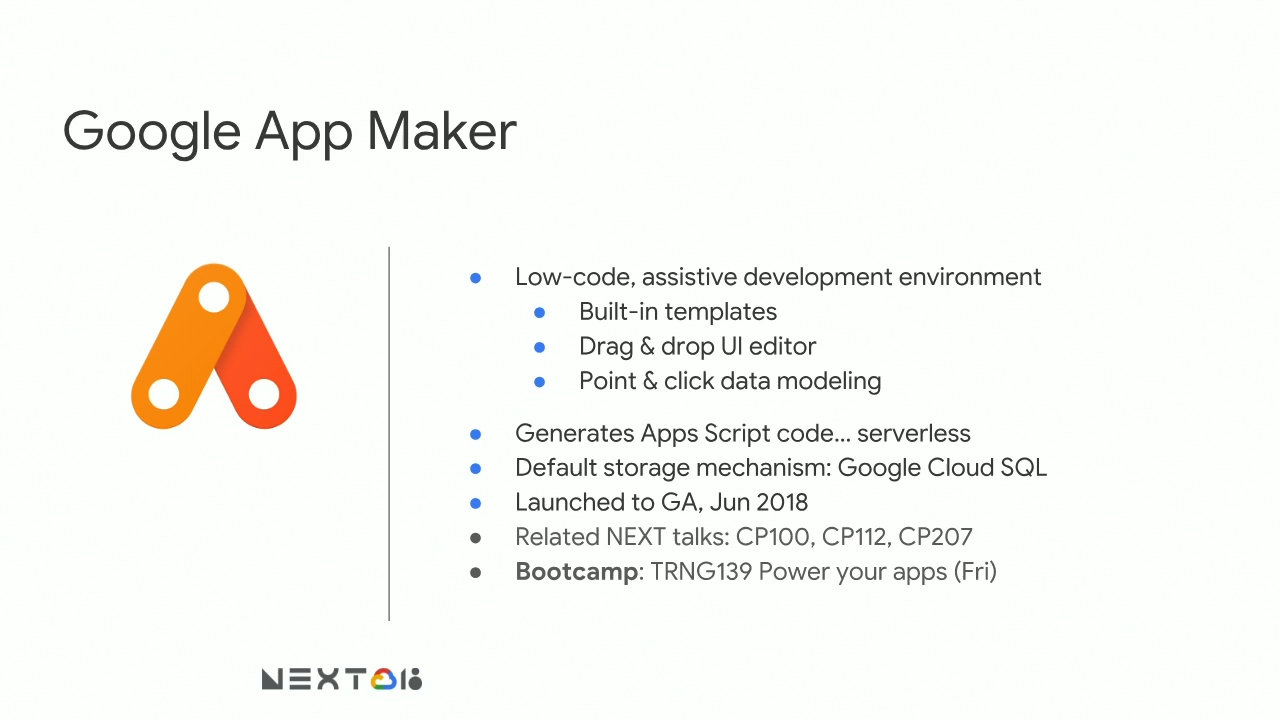 Google App Maker
Low-code, assistive development environment
Built-in templates
Drag & drop UI editor
Point & click data modeling
Generates Apps Script code... serverless
Default storage mechanism: Google Cloud SQL
Launched to GA, Jun 2018
Related NEXT talks: CP100, CP112, CP207
Bootcamp: TRNG139 Power your apps (Fri)
NEXT 18